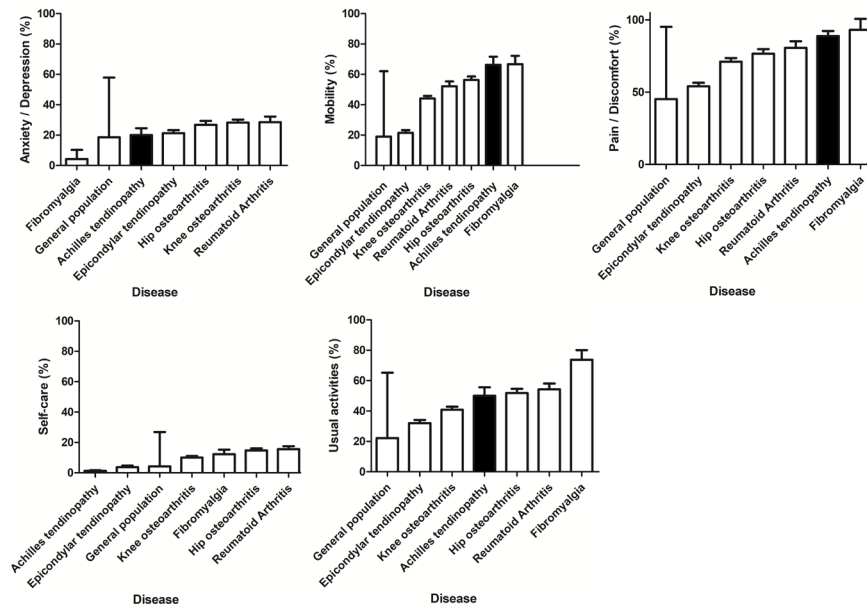 Anxiety / Depression (%)
100
80
60
40
20
0
Fibromyalgia
General population
Achilles tendinopathy
Epicondylar tendinopathy
Hip osteoarthritis
Knee osteoarthritis
Reumatoid Arthritis
Disease
Mobility (%)
100
80
60
40
20
0
General population
Epicondylar tendinopathy
Knee osteoarthritis
Reumatoid Arthritis
Hip osteoarthritis
Achilles tendinopathy
Fibromyalgia
Disease
Pain / Discomfort (%)
100
50
0
General population
Epicondylar tendinopathy
Knee osteoarthritis
Hip osteoarthritis
Reumatoid Arthritis
Achilles tendinopathy
Fibromyalgia
Disease
Self-care (%)
100
80
60
40
20
0
Achilles tendinopathy
Epicondylar tendinopathy
General population
Knee osteoarthritis
Fibromyalgia
Hip osteoarthritis
Reumatoid Arthritis
Disease
Usual activities (%)
100
80
60
40
20
0
General population
Epicondylar tendinopathy
Knee osteoarthritis
Achilles tendinopathy
Hip osteoarthritis
Reumatoid Arthritis
Fibromyalgia
Disease